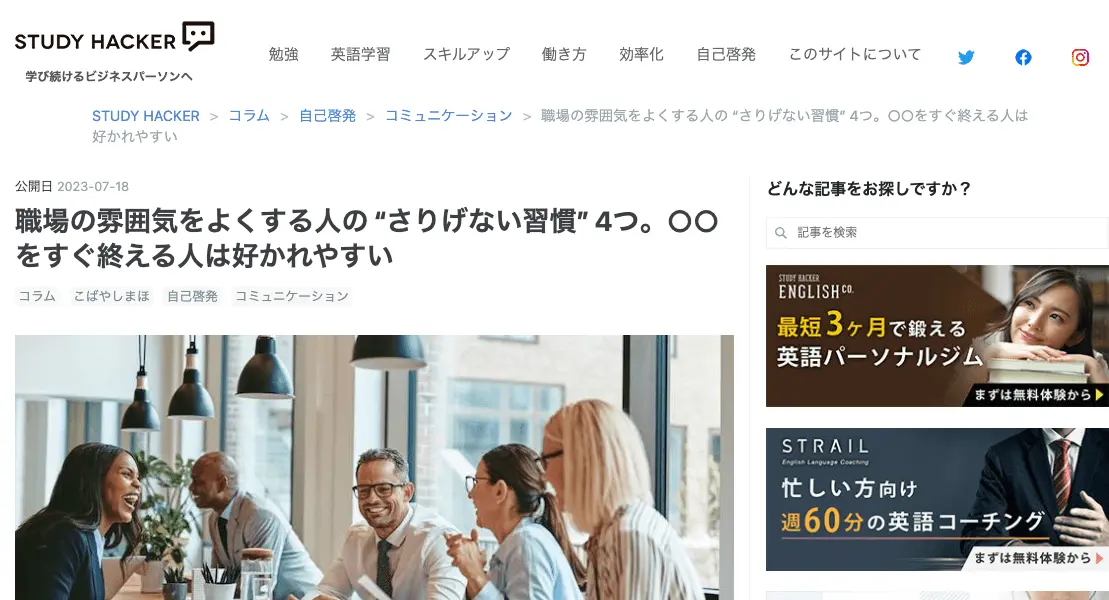 STUDY HACKER
学び続けるビジネスパーソンへ
勉強 英語学習 スキルアップ 働き方 効率化 自己啓発 このサイトについて
STUDY HACKER > コラム > 自己啓発 > コミュニケーション > 職場の雰囲気をよくする人の “さりげない習慣” 4つ。〇〇をすぐ終える人は
好かれやすい
公開日 2023-07-18
職場の雰囲気をよくする人の “さりげない習慣” 4つ。〇〇
をすぐ終える人は好かれやすい
コラム こばやしまほ 自己啓発 コミュニケーション
どんな記事をお探しですか？
記事を検索
STUDY HACKER
ENGLISH CO.
最短3ヶ月で鍛える
英語パーソナルジム
まずは無料体験から
STRAIL
English Language Coaching
忙しい方向け
週60分の英語コーチング
まずは無料体験から